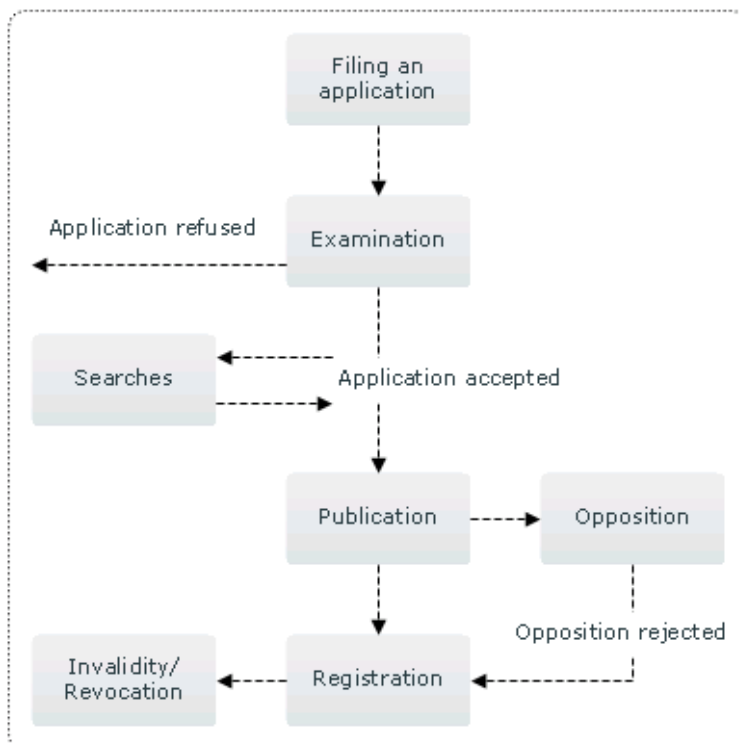 Filing an
application
Application refused
Examination
Searches
Application accepted
Publication
Opposition
Opposition rejected
Invalidity/
Revocation
Registration